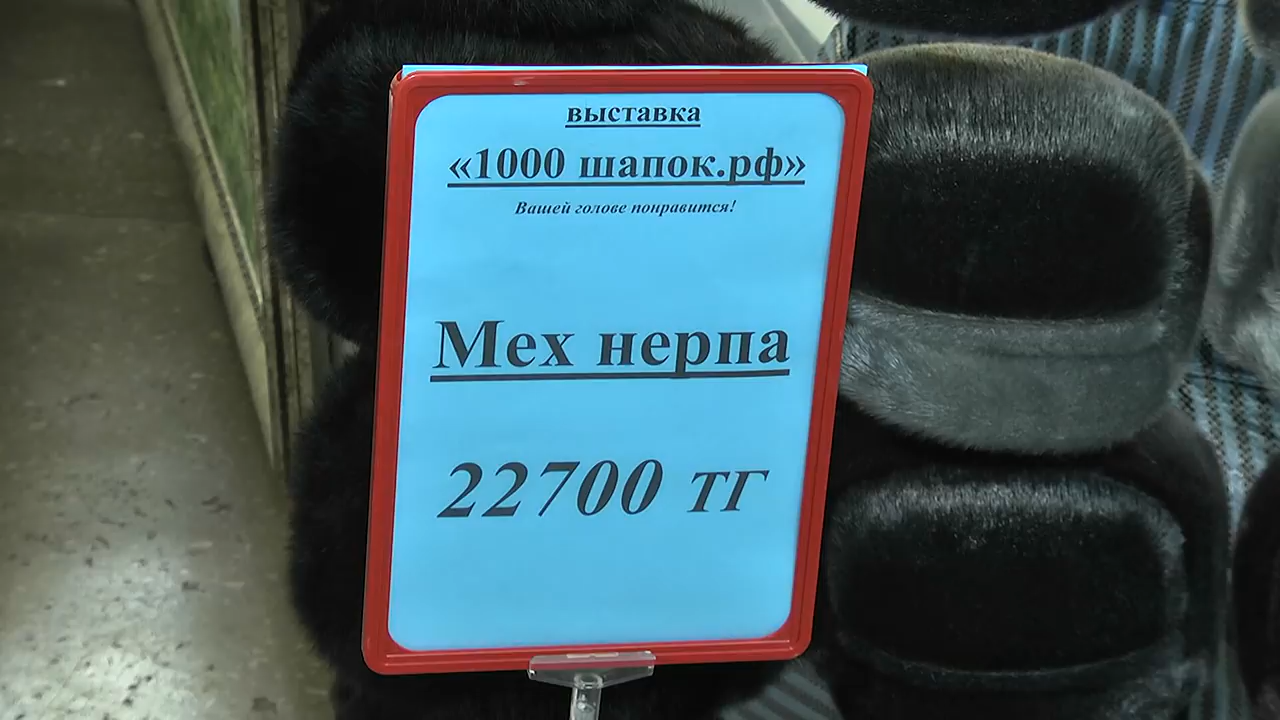 выставка
«1000 шапок.рф»
Вашей голове понравится!
Мех нерпа
22700 ТГ